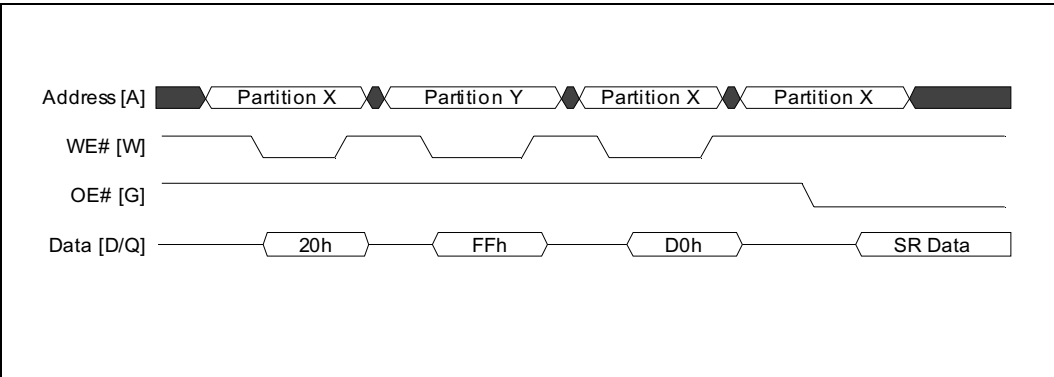 Address [A] Partition X Partition Y Partition X Partition X
WE# [W]
OE# [G]
Data [D/Q] 20h FFh D0h SR Data